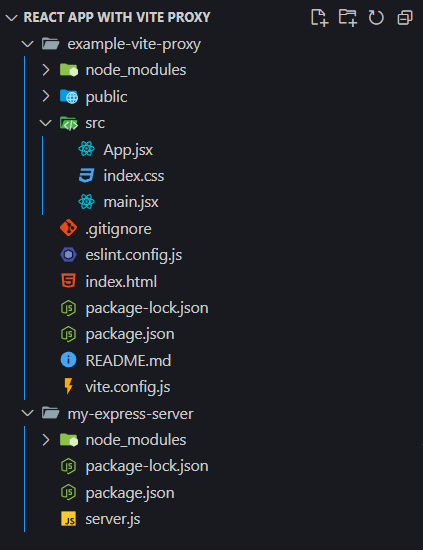 REACT APP WITH VITE PROXY
example-vite-proxy
node_modules
public
src
App.jsx
index.css
main.jsx
.gitignore
eslint.config.js
index.html
package-lock.json
package.json
README.md
vite.config.js
my-express-server
node_modules
package-lock.json
package.json
JS server.js